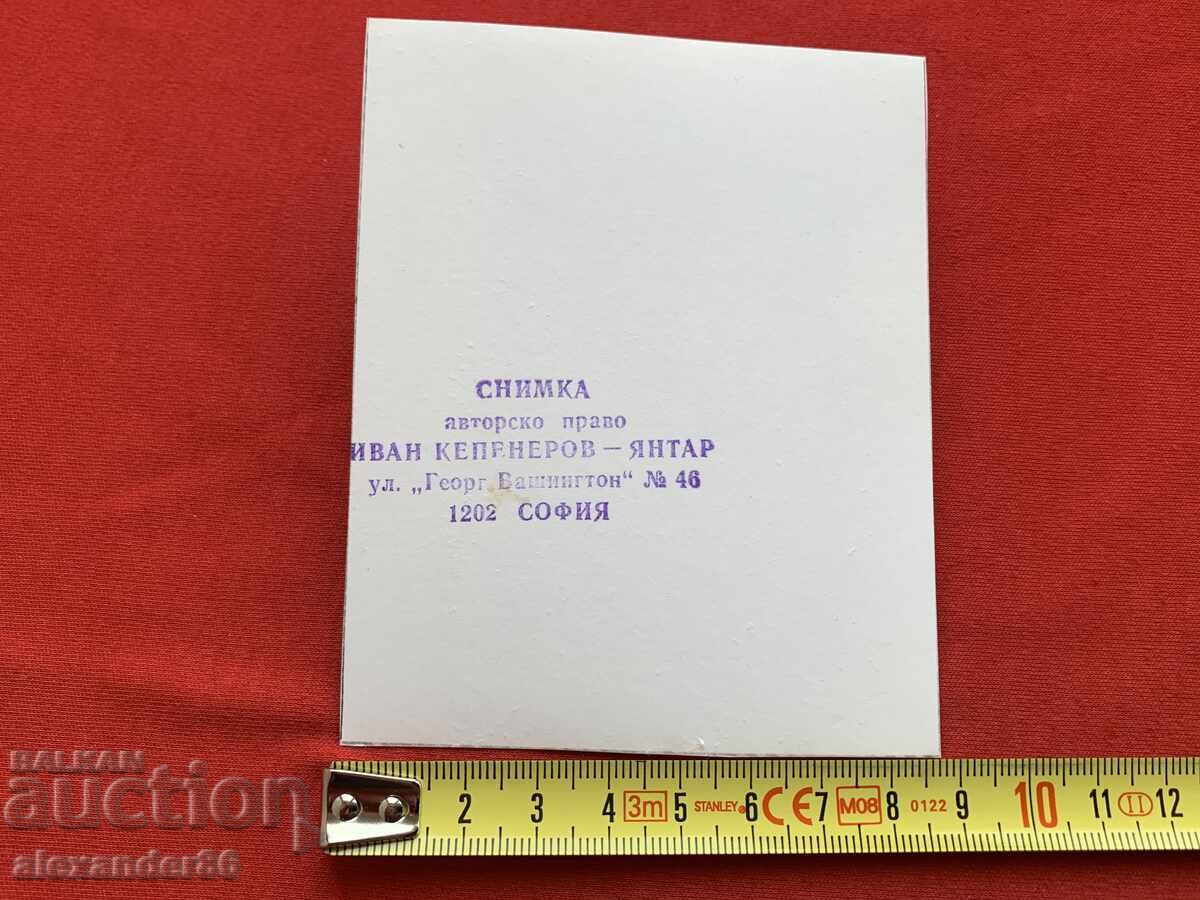 СНИМКА
авторско право
ИВАН КЕПЕНЕРОВ — ЯНТАР
ул. „Георг Вашингтон“ № 46
1202 СОФИЯ
2 3 4 3m 5 STANLEY® 6 CE 7 M08 8 0122 9 10 11 II 12
BALKAN
auction
alexander86